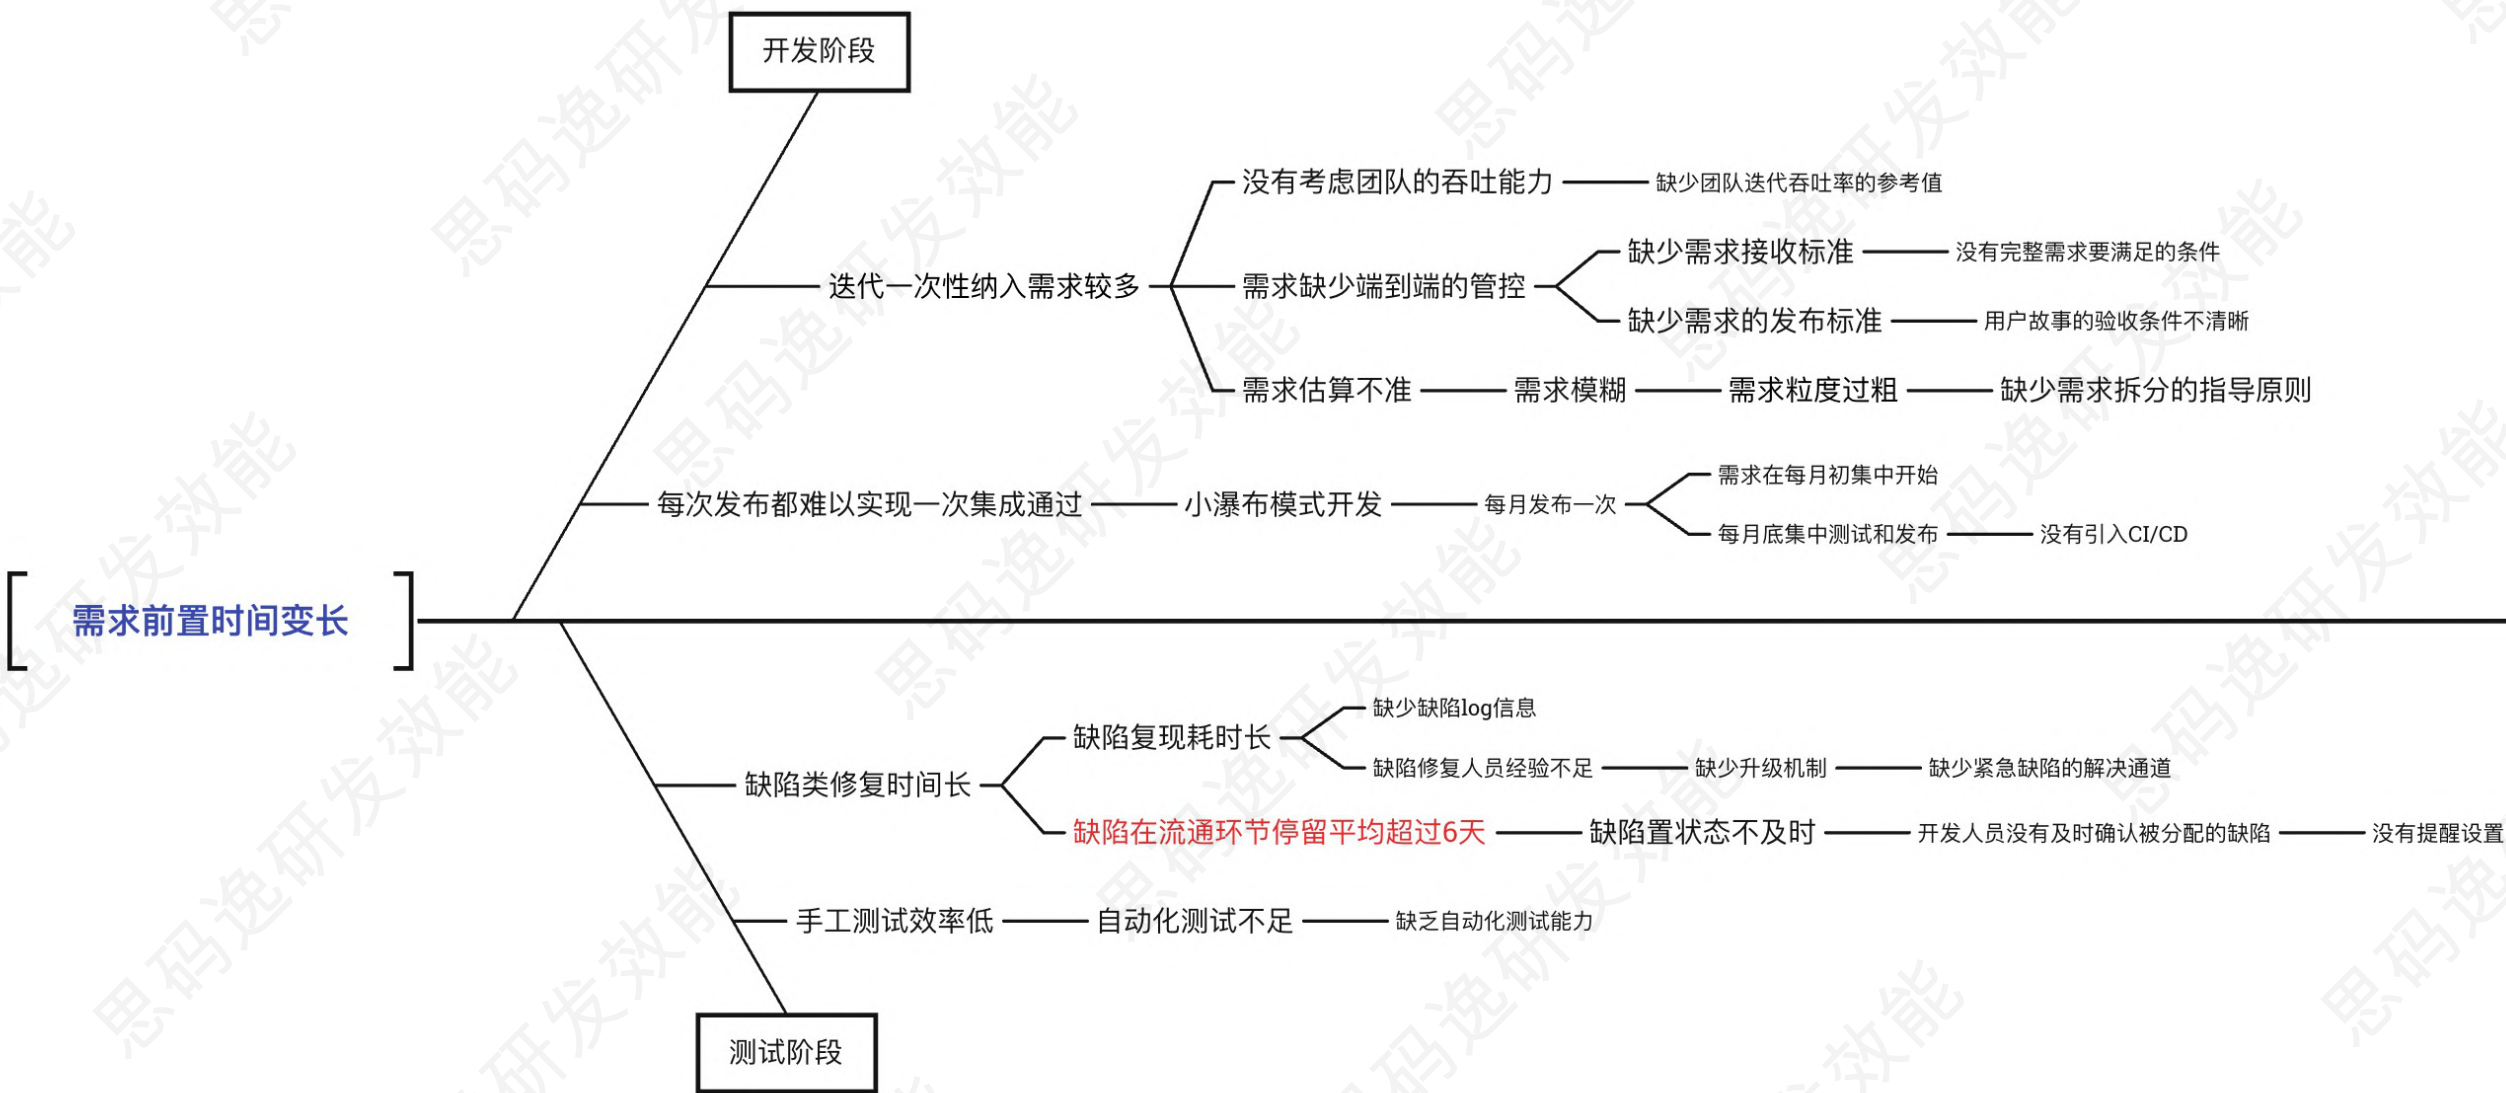 开发阶段
没有考虑团队的吞吐能力
缺少团队迭代吞吐率的参考值
迭代一次性纳入需求较多
需求缺少端到端的管控
缺少需求接收标准
没有完整需求要满足的条件
缺少需求的发布标准
用户故事的验收条件不清晰
需求估算不准
需求模糊
需求粒度过粗
缺少需求拆分的指导原则
每次发布都难以实现一次集成通过
小瀑布模式开发
每月发布一次
需求在每月初集中开始
每月底集中测试和发布
没有引入CI/CD
需求前置时间变长
缺陷类修复时间长
缺陷复现耗时长
缺少缺陷log信息
缺陷修复人员经验不足
缺少升级机制
缺少紧急缺陷的解决通道
缺陷在流通环节停留平均超过6天
缺陷置状态不及时
开发人员没有及时确认被分配的缺陷
没有提醒设置
手工测试效率低
自动化测试不足
缺乏自动化测试能力
测试阶段
思码逸研发效能